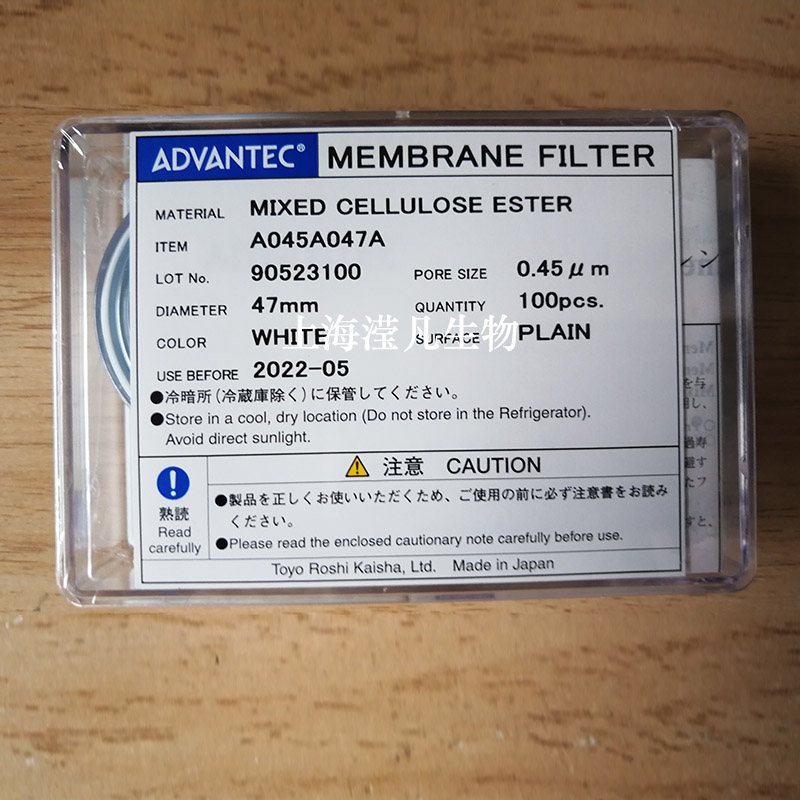 ADVANTEC® MEMBRANE FILTER
MATERIAL MIXED CELLULOSE ESTER
ITEM A045A047A
LOT No. 90523100 PORE SIZE 0.45μm
DIAMETER 47mm QUANTITY 100pcs.
COLOR WHITE SURFACE PLAIN
上海滢凡生物
USE BEFORE 2022-05
●冷暗所(冷蔵庫除く)に保管してください。
●Store in a cool, dry location (Do not store in the Refrigerator).
Avoid direct sunlight.
注意 CAUTION
熟読
Read
carefully
●製品を正しくお使いいただくため、ご使用の前に必ず注意書をお読み
ください。
●Please read the enclosed cautionary note carefully before use.
Toyo Roshi Kaisha, Ltd. Made in Japan